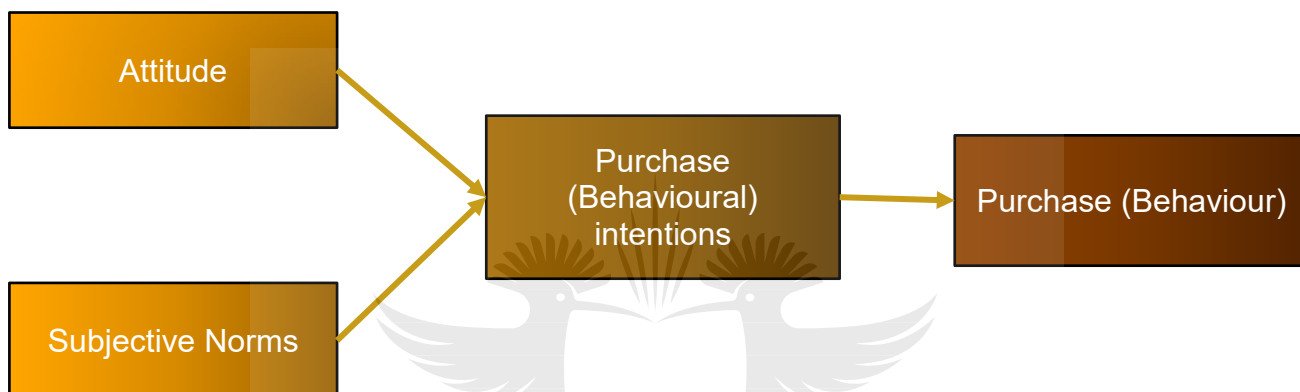 Attitude
Purchase
(Behavioural)
intentions
Purchase (Behaviour)
Subjective Norms